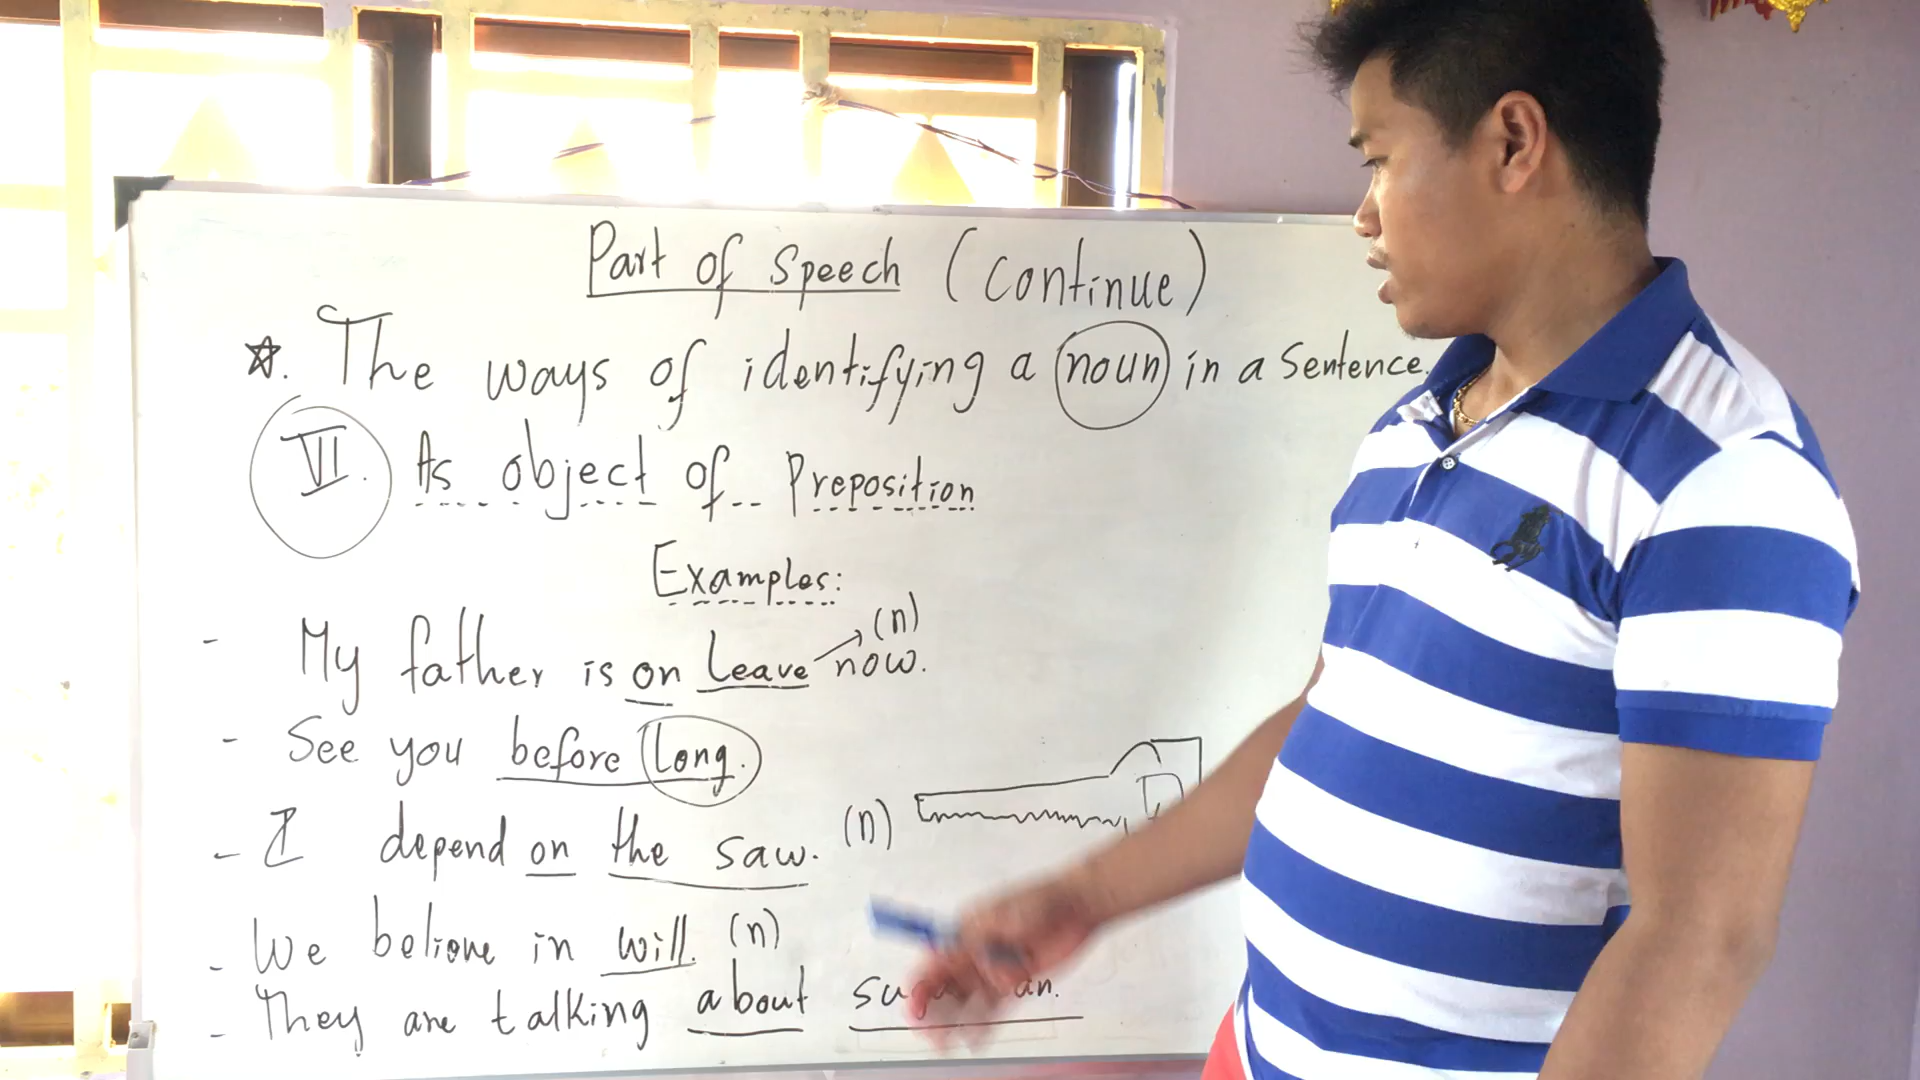 Part of Speech (Continue)
☆. The ways of identifying a noun in a Sentence.
VI. As object of Preposition
Examples:
(n)
- My father is on leave now.
- See you before long.
- I depend on the saw. (n)
- We believe in will. (n)
- They are talking about